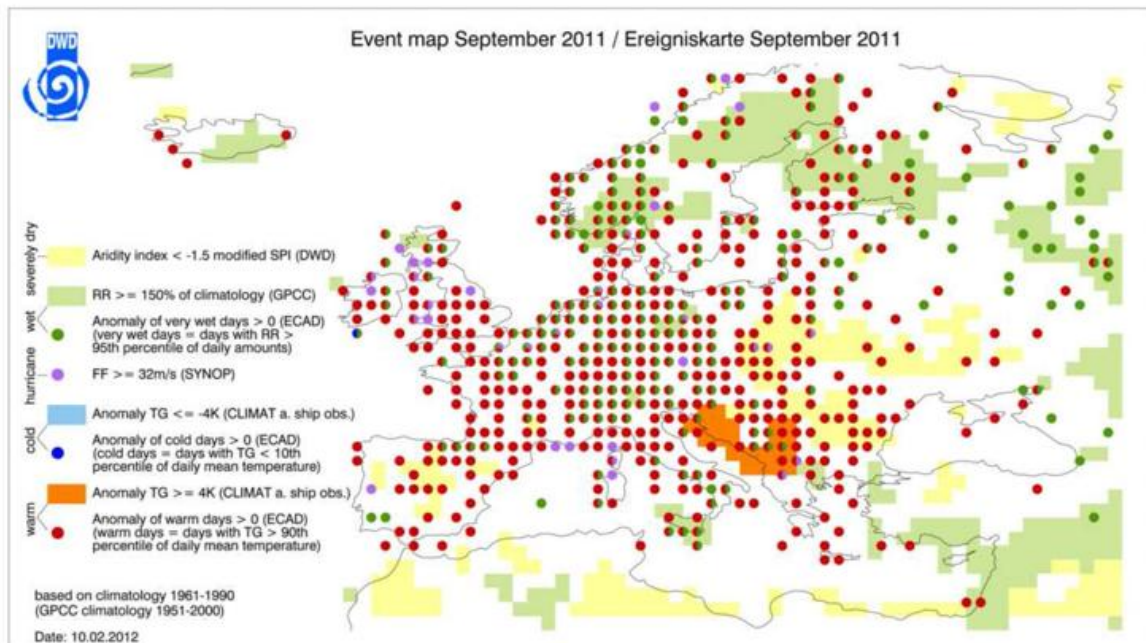 DWD
Event map September 2011 / Ereigniskarte September 2011
severely dry
Aridity index < -1.5 modified SPI (DWD)
wet
RR >= 150% of climatology (GPCC)
Anomaly of very wet days > 0 (ECAD)
(very wet days = days with RR >
95th percentile of daily amounts)
hurricane
FF >= 32m/s (SYNOP)
cold
Anomaly TG <= -4K (CLIMAT a. ship obs.)
Anomaly of cold days > 0 (ECAD)
(cold days = days with TG < 10th
percentile of daily mean temperature)
warm
Anomaly TG >= 4K (CLIMAT a. ship obs.)
Anomaly of warm days > 0 (ECAD)
(warm days = days with TG > 90th
percentile of daily mean temperature)
based on climatology 1961-1990
(GPCC climatology 1951-2000)
Date: 10.02.2012